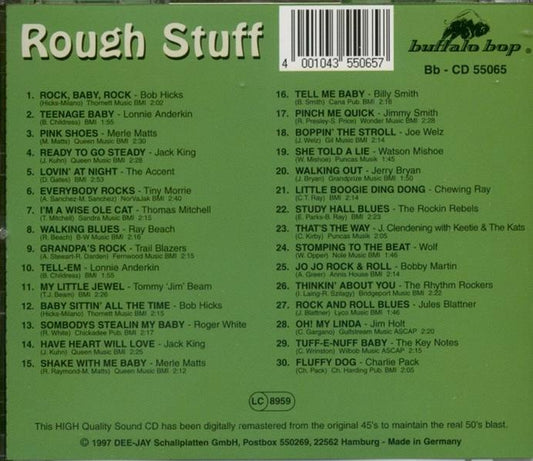 Rough Stuff
4 001043 550657
buffalo bop
Bb - CD 55065
1. ROCK, BABY, ROCK - Bob Hicks
(Hicks-Milano) Thornett Music BMI 2:02
2. TEENAGE BABY - Lonnie Anderkin
(B. Childress) BMI 1:55
3. PINK SHOES - Merle Matts
(M. Matts) Queen Music BMI 2:30
4. READY TO GO STEADY - Jack King
(J. Kuhn) Queen Music BMI 2:28
5. LOVIN' AT NIGHT - The Accent
(D. Gates) BMI 2:53
6. EVERYBODY ROCKS - Tiny Morrie
(A. Sanchez-M. Sanchez) NorVaJak BMI 2:08
7. I'M A WISE OLE CAT - Thomas Mitchell
(T. Mitchell) Sandra Music BMI 2:15
8. WALKING BLUES - Ray Beach
(R. Beach) B-W Music BMI 2:16
9. GRANDPA'S ROCK - Trail Blazers
(A. Stewart-R. Darden) Fernwood Music BMI 2:15
10. TELL-EM - Lonnie Anderkin
(B. Childress) BMI 1:55
11. MY LITTLE JEWEL - Tommy 'Jim' Beam
(T.J. Beam) BMI 2:26
12. BABY SITTIN' ALL THE TIME - Bob Hicks
(Hicks-Milano) Thornett Music BMI 2:15
13. SOMBODYS STEALIN MY BABY - Roger White
(R. White) Chickadee Pub. BMI 2:31
14. HAVE HEART WILL LOVE - Jack King
(J. Kuhn) Queen Music BMI 2:25
15. SHAKE WITH ME BABY - Merle Matts
(R. Raymond-M. Matts) Queen Music BMI 2:12
16. TELL ME BABY - Billy Smith
(B. Smith) Cana Pub. BMI 2:18
17. PINCH ME QUICK - Jimmy Smith
(R. Presley-S. Price) Wonder Music BMI 2:28
18. BOPPIN' THE STROLL - Joe Welz
(J. Welz) Gil Music BMI 2:14
19. SHE TOLD A LIE - Watson Mishoe
(W. Mishoe) Puncas Musik 1:45
20. WALKING OUT - Jerry Bryan
(J. Bryan) Grandprize Music BMI 1:50
21. LITTLE BOOGIE DING DONG - Chewing Ray
(C.T. Ray) BMI 2:14
22. STUDY HALL BLUES - The Rockin Rebels
(E. Parks-B. Ray) BMI 2:23
23. THAT'S THE WAY - J. Clendening with Keetie & The Kats
(C. Kirby) Puncas Musik 2:05
24. STOMPING TO THE BEAT - Wolf
(W. Opper) Nole Music BMI 1:46
25. JO JO ROCK & ROLL - Bobby Martin
(A. Green) Annis House BMI 2:14
26. THINKIN' ABOUT YOU - The Rhythm Rockers
(I. Laing-R. Szilagy) Bridgeport Music BMI 2:22
27. ROCK AND ROLL BLUES - Jules Blattner
(J. Blattner) Lyco Music BMI 1:46
28. OH! MY LINDA - Jim Holt
(C. Gargano) Gulfstream Music ASCAP 2:20
29. TUFF-E-NUFF BABY - The Key Notes
(C. Winston) Wilbob Music ASCAP 2:11
30. FLUFFY DOG - Charlie Pack
(Ch. Pack) Ch. Harding Pub. BMI 2:05
LC 8959
This HIGH Quality Sound CD has been digitally remastered from the original 45's to maintain the real 50's blast.
© 1997 DEE-JAY Schallplatten GmbH, Postbox 550269, 22562 Hamburg - Made in Germany